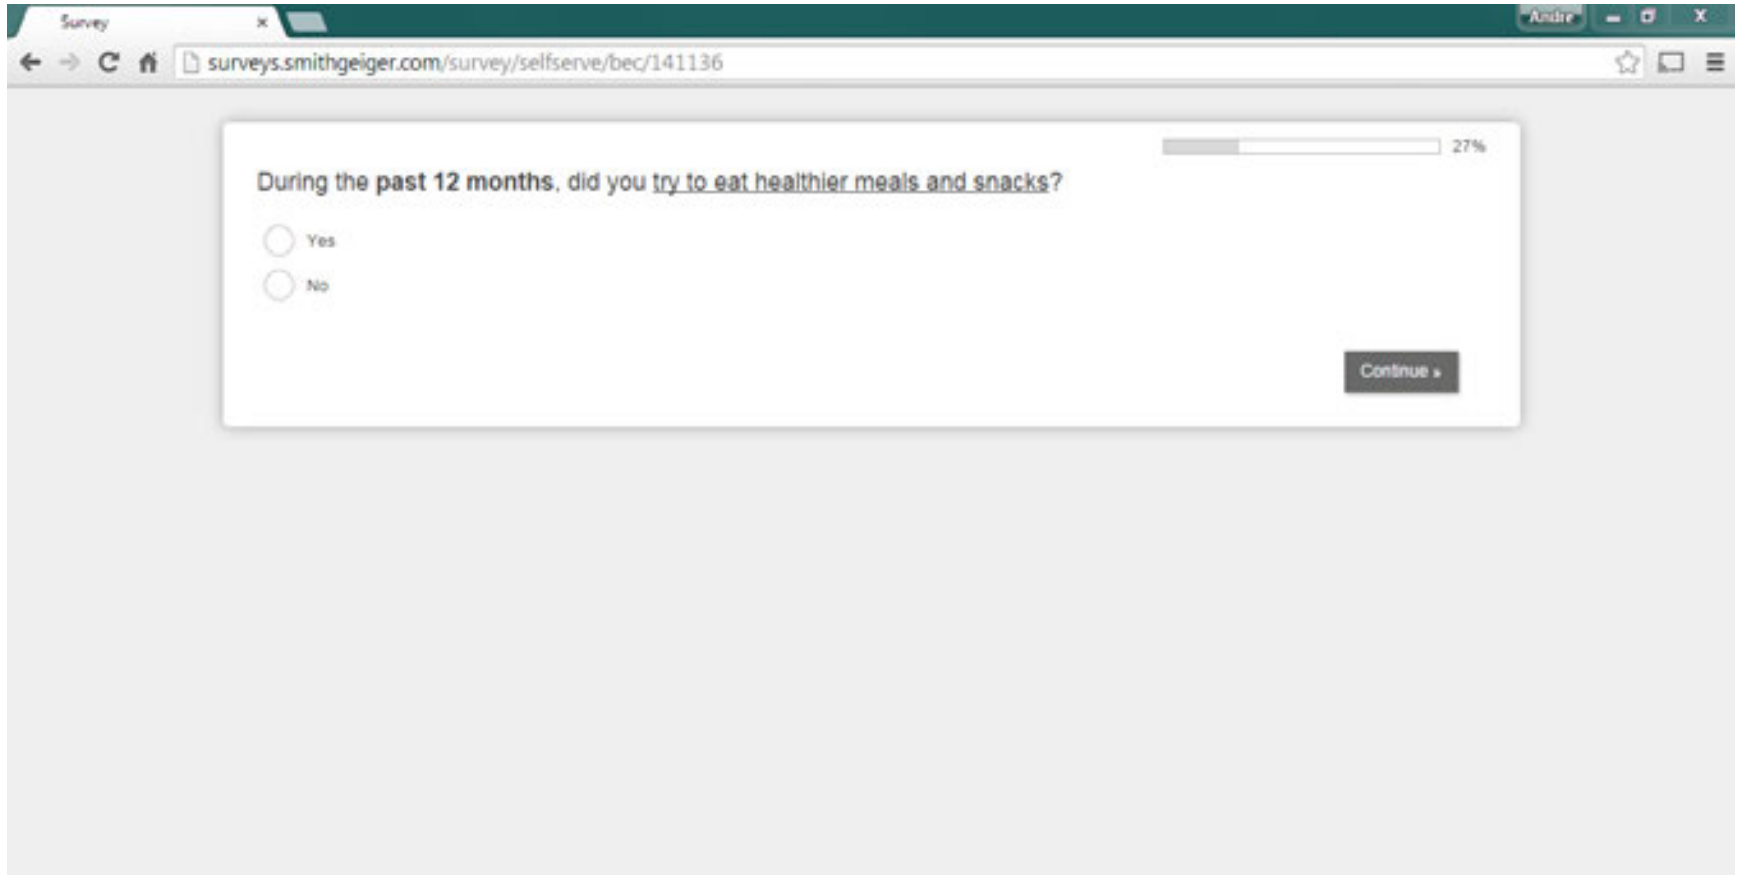 Survey
Andre
surveys.smithgeiger.com/survey/selfserve/bec/141136
27%
During the past 12 months, did you try to eat healthier meals and snacks?
Yes
No
Continue »